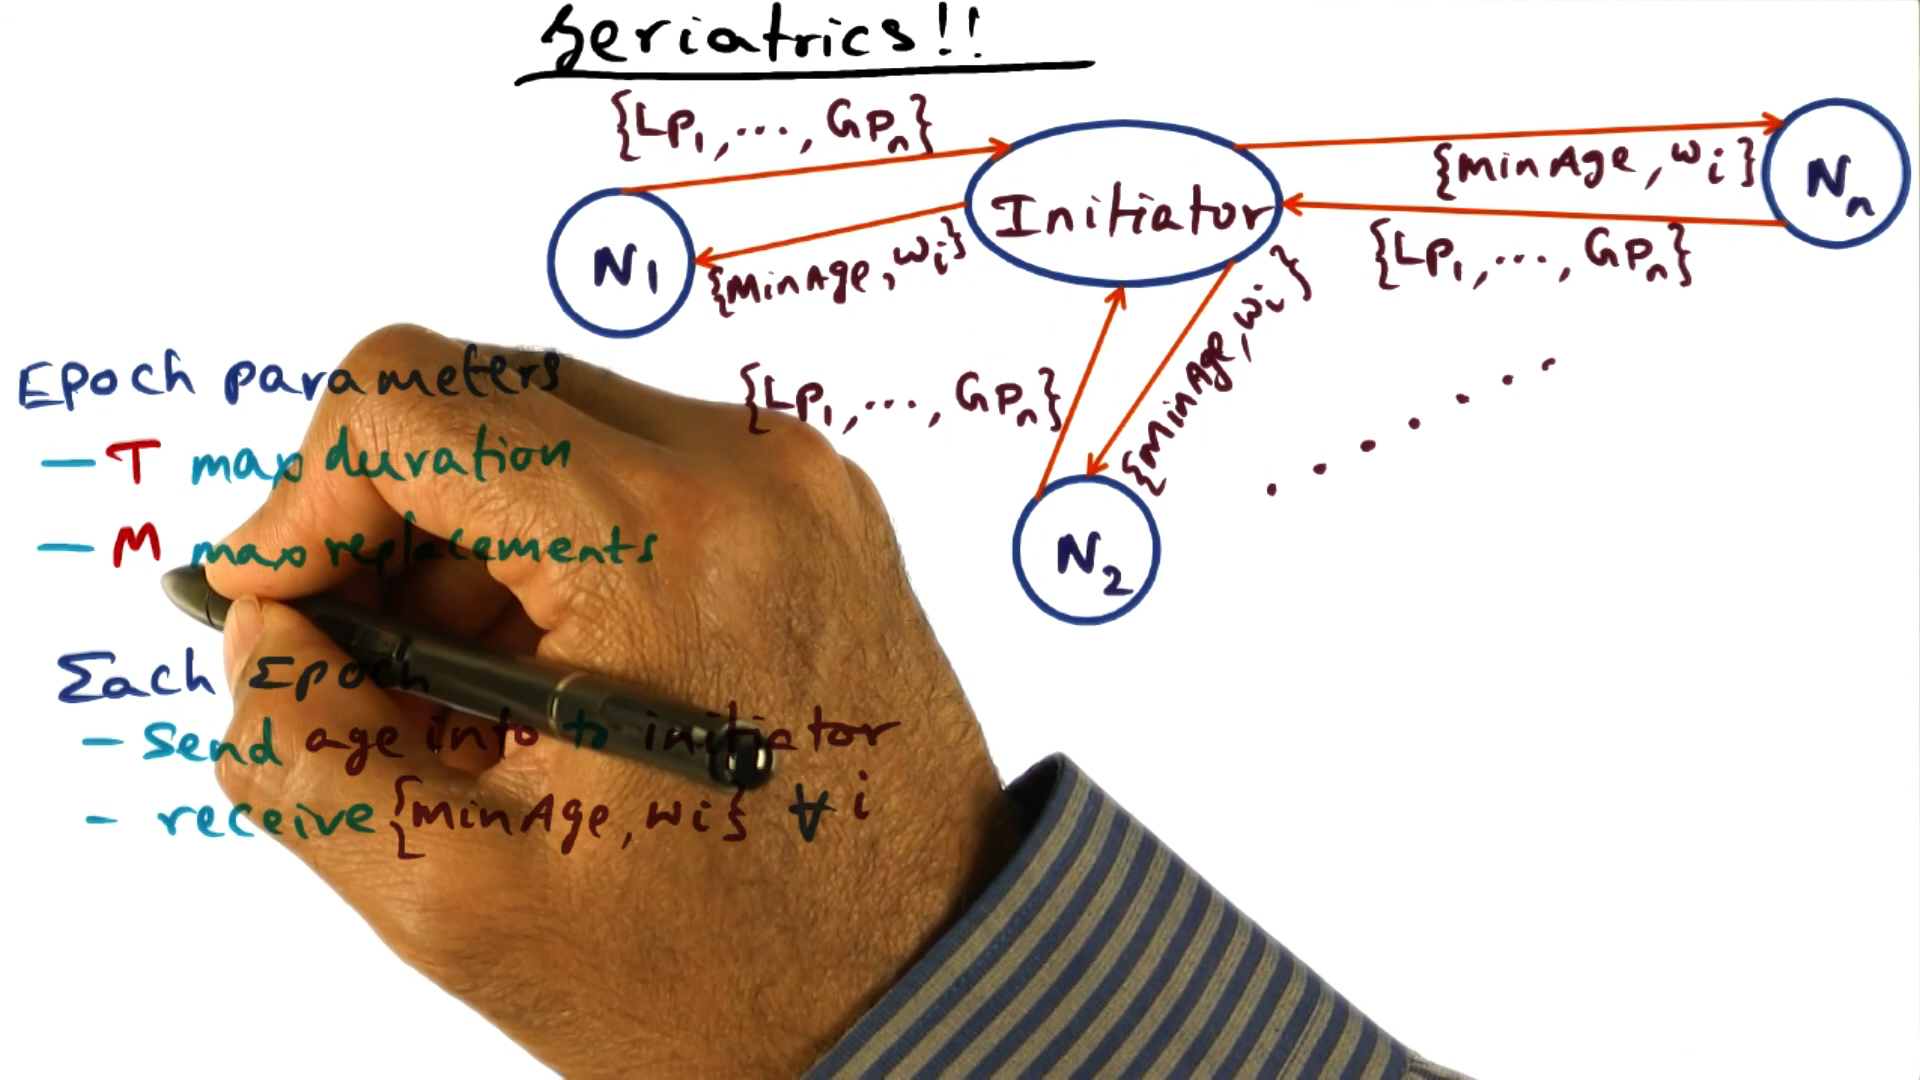 Geriatrics!!
{LP₁, ..., GPₙ}
{minAge, wᵢ}
Nₙ
Initiator
N₁
{minAge, wᵢ}
{LP₁, ..., GPₙ}
{minAge, wᵢ}
{LP₁, ..., GPₙ}
N₂
Epoch parameters
- T max duration
- M max replacements
Each Epoch
- Send age info to initiator
- receive {minAge, wi} ∀ i